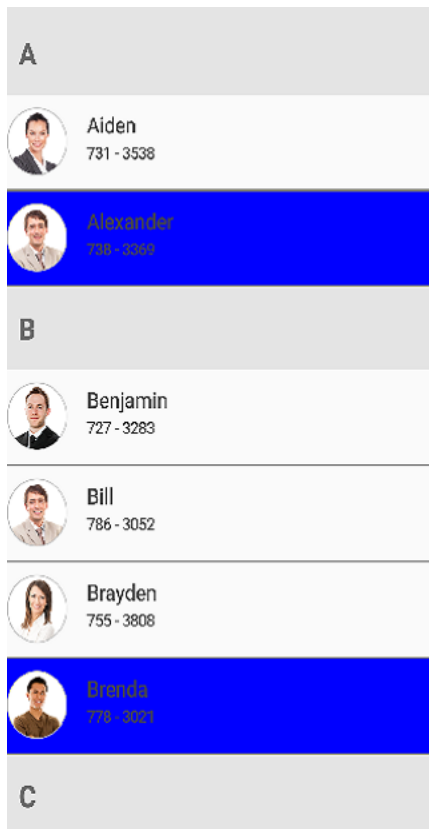 A
Aiden
731 - 3538
Alexander
738 - 3369
B
Benjamin
727 - 3283
Bill
786 - 3052
Brayden
755 - 3808
Brenda
778 - 3021
C